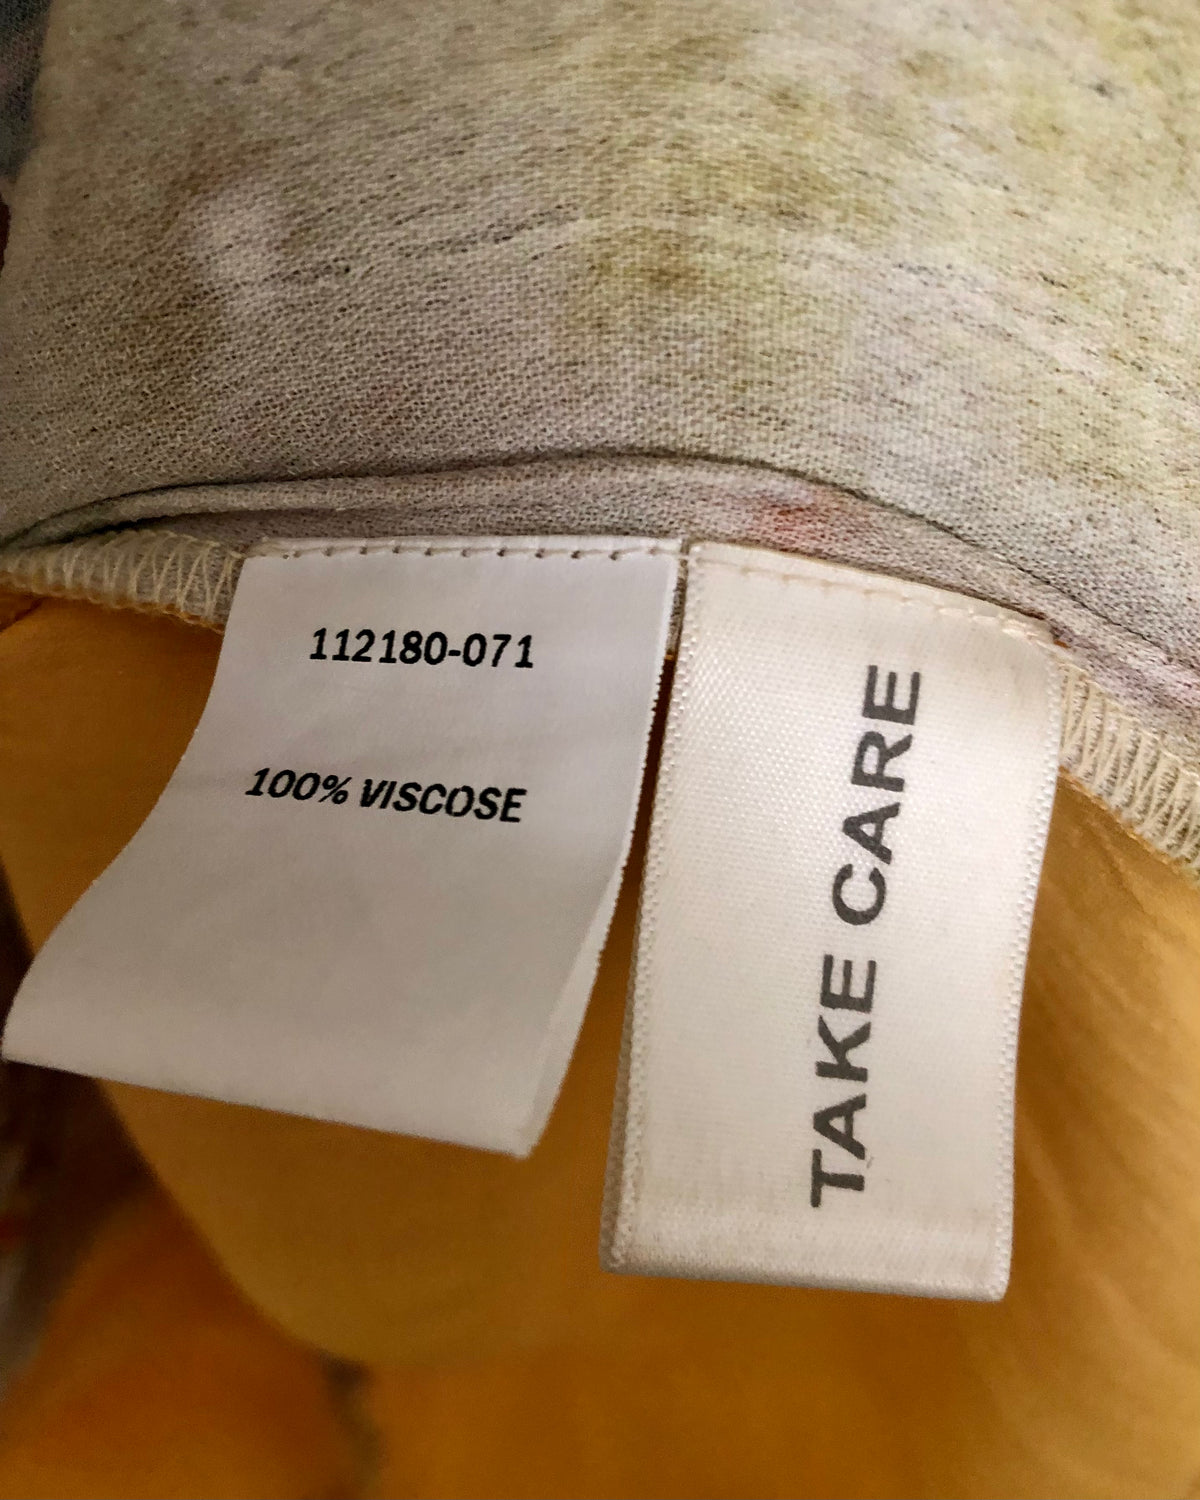 112180-071
100% VISCOSE
TAKE CARE